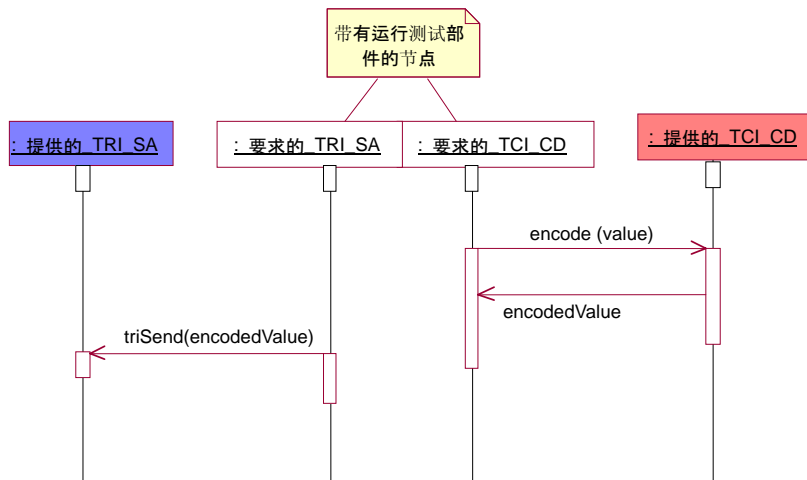 带有运行测试部
件的节点
: 提供的_TRI_SA
: 要求的_TRI_SA
: 要求的_TCI_CD
: 提供的_TCI_CD
encode (value)
encodedValue
triSend(encodedValue)